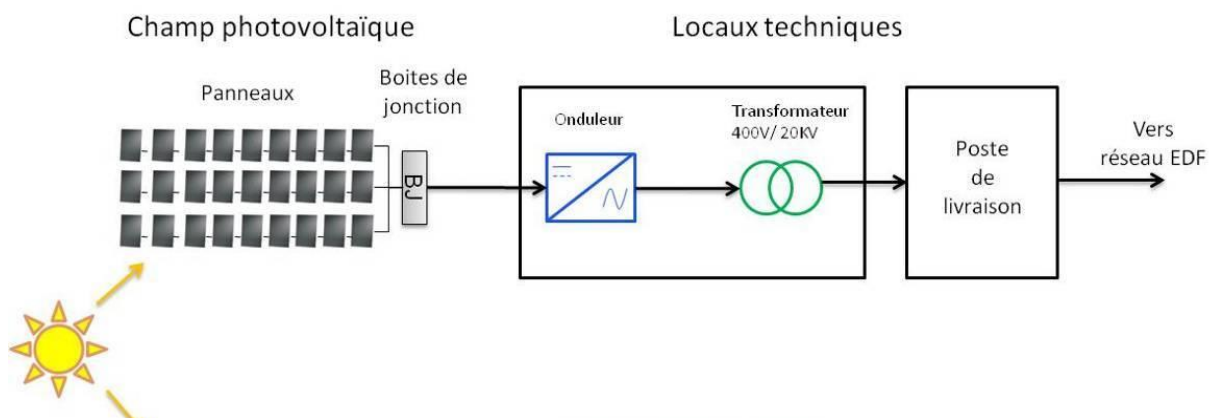 Champ photovoltaïque
Locaux techniques
Panneaux
Boites de
jonction
BJ
Onduleur
Transformateur
400V/ 20KV
Poste
de
livraison
Vers
réseau EDF